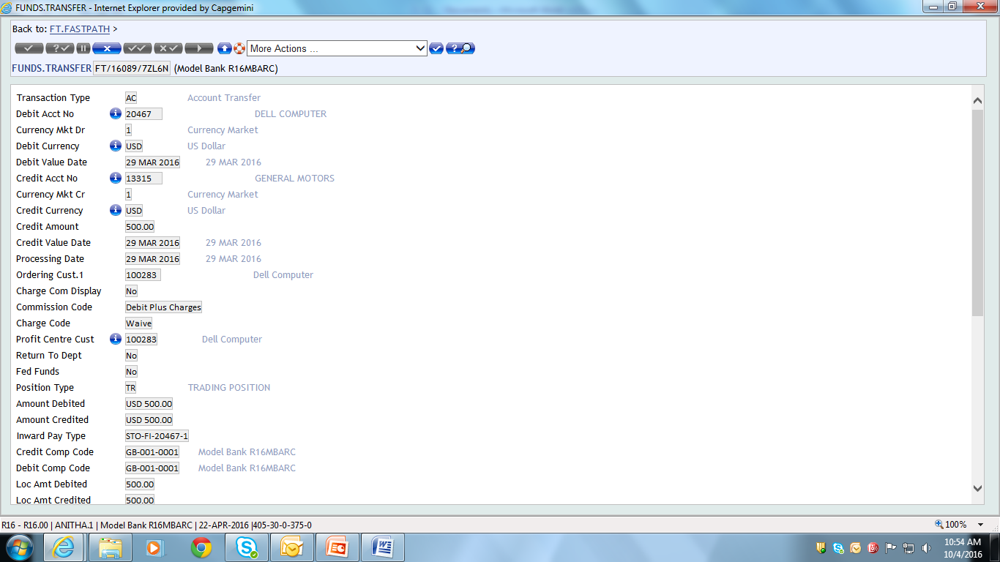 FUNDS.TRANSFER - Internet Explorer provided by Capgemini
Back to: FT.FASTPATH >
More Actions ...
FUNDS.TRANSFER FT/16089/7ZL6N (Model Bank R16MBARC)
Transaction Type AC Account Transfer
Debit Acct No 20467 DELL COMPUTER
Currency Mkt Dr 1 Currency Market
Debit Currency USD US Dollar
Debit Value Date 29 MAR 2016 29 MAR 2016
Credit Acct No 13315 GENERAL MOTORS
Currency Mkt Cr 1 Currency Market
Credit Currency USD US Dollar
Credit Amount 500.00
Credit Value Date 29 MAR 2016 29 MAR 2016
Processing Date 29 MAR 2016 29 MAR 2016
Ordering Cust.1 100283 Dell Computer
Charge Com Display No
Commission Code Debit Plus Charges
Charge Code Waive
Profit Centre Cust 100283 Dell Computer
Return To Dept No
Fed Funds No
Position Type TR TRADING POSITION
Amount Debited USD 500.00
Amount Credited USD 500.00
Inward Pay Type STO-FI-20467-1
Credit Comp Code GB-001-0001 Model Bank R16MBARC
Debit Comp Code GB-001-0001 Model Bank R16MBARC
Loc Amt Debited 500.00
Loc Amt Credited 500.00
R16 - R16.00 | ANITHA.1 | Model Bank R16MBARC | 22-APR-2016 |405-30-0-375-0
100%
10:54 AM
10/4/2016